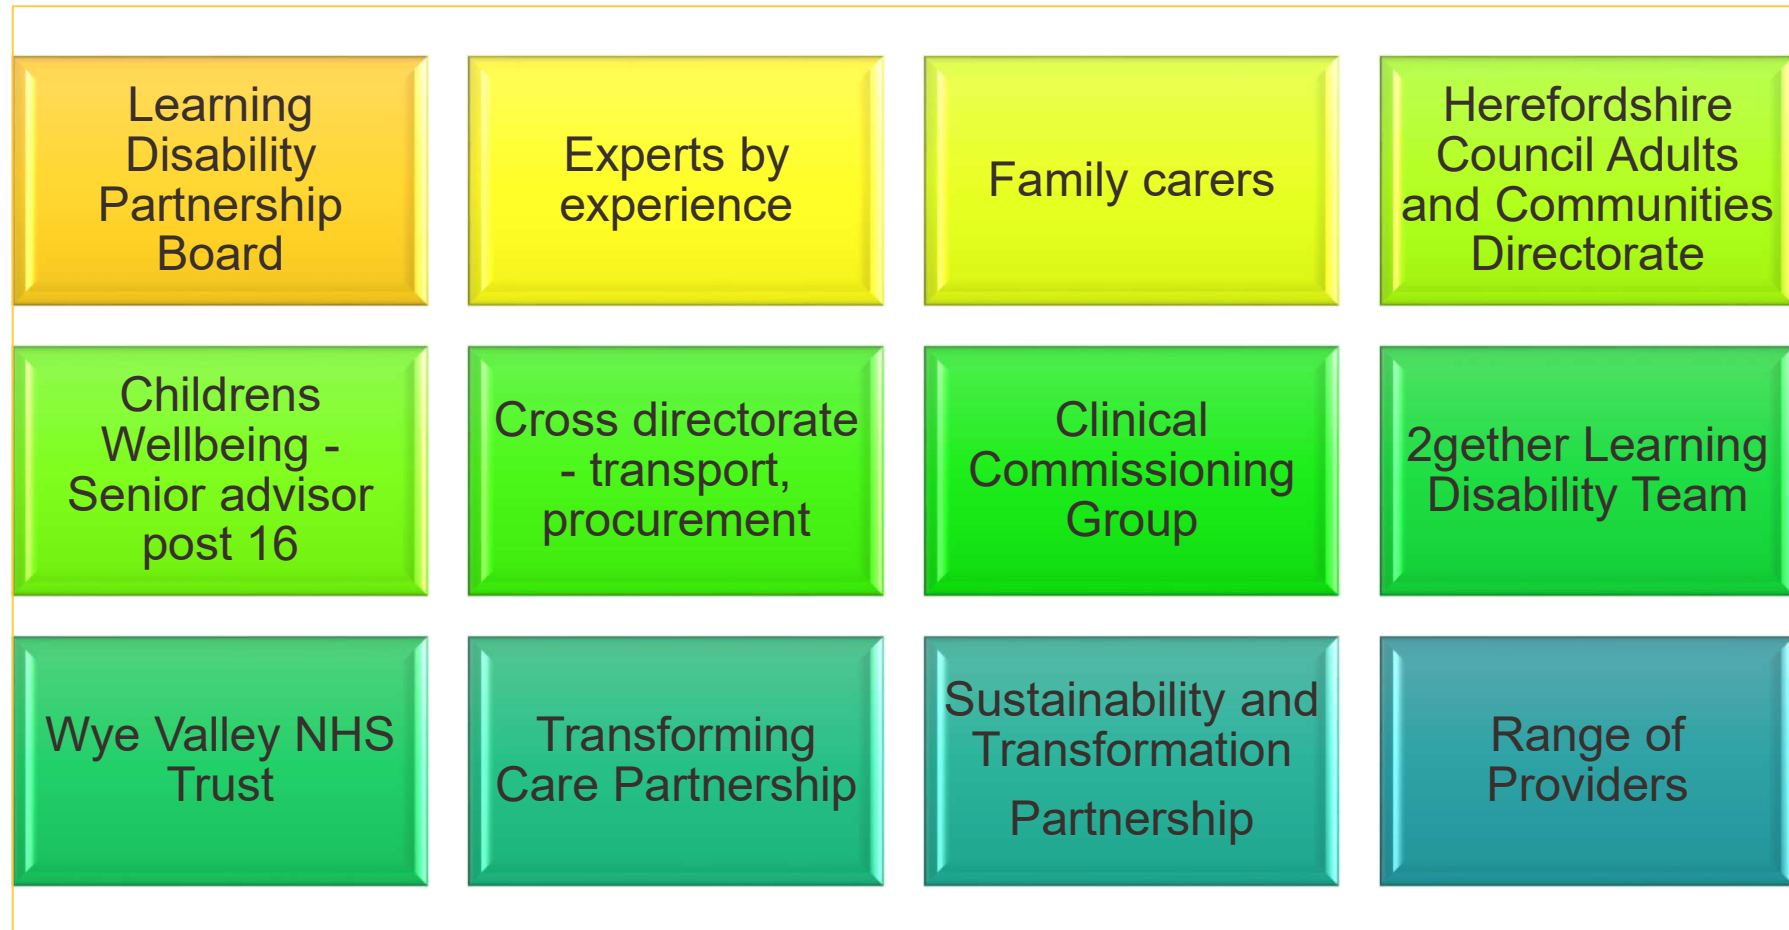 Learning
Disability
Partnership
Board
Experts by
experience
Family carers
Herefordshire
Council Adults
and Communities
Directorate
Childrens
Wellbeing -
Senior advisor
post 16
Cross directorate
- transport,
procurement
Clinical
Commissioning
Group
2gether Learning
Disability Team
Wye Valley NHS
Trust
Transforming
Care Partnership
Sustainability and
Transformation
Partnership
Range of
Providers